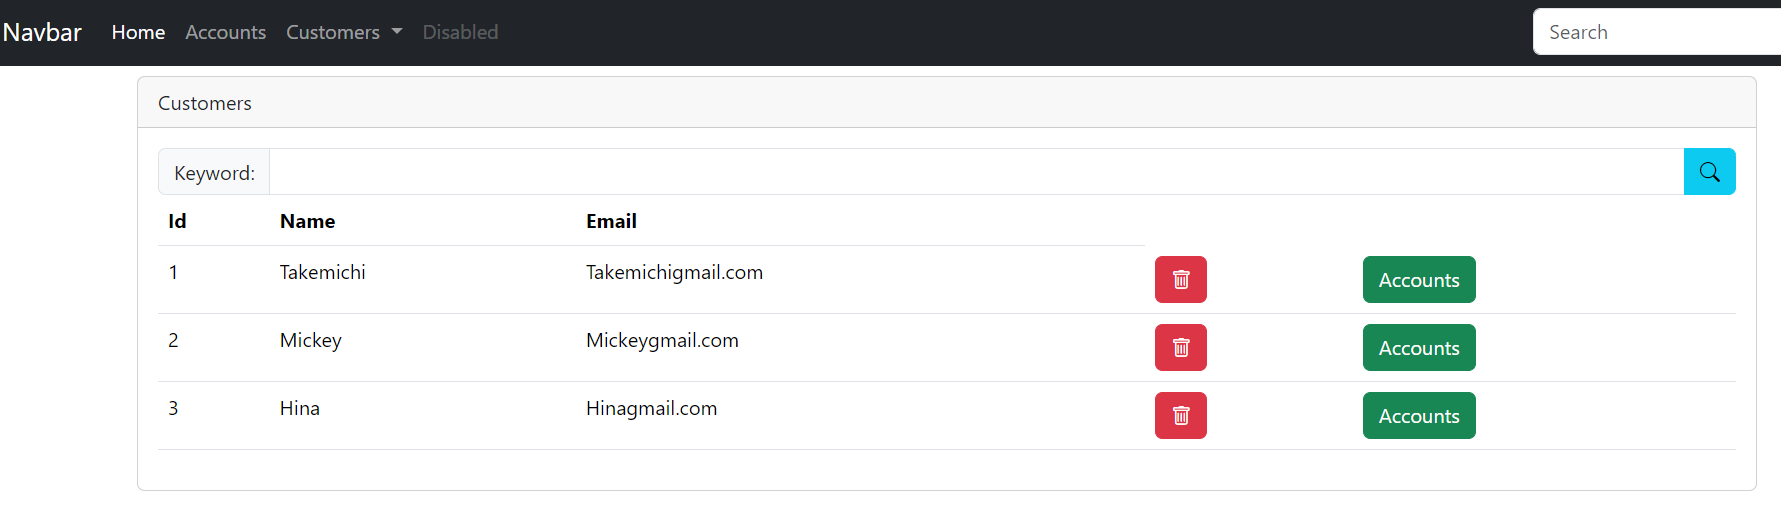 Navbar Home Accounts Customers Disabled Search
Customers
Keyword:
Id Name Email
1 Takemichi Takemichigmail.com Accounts
2 Mickey Mickeygmail.com Accounts
3 Hina Hinagmail.com Accounts